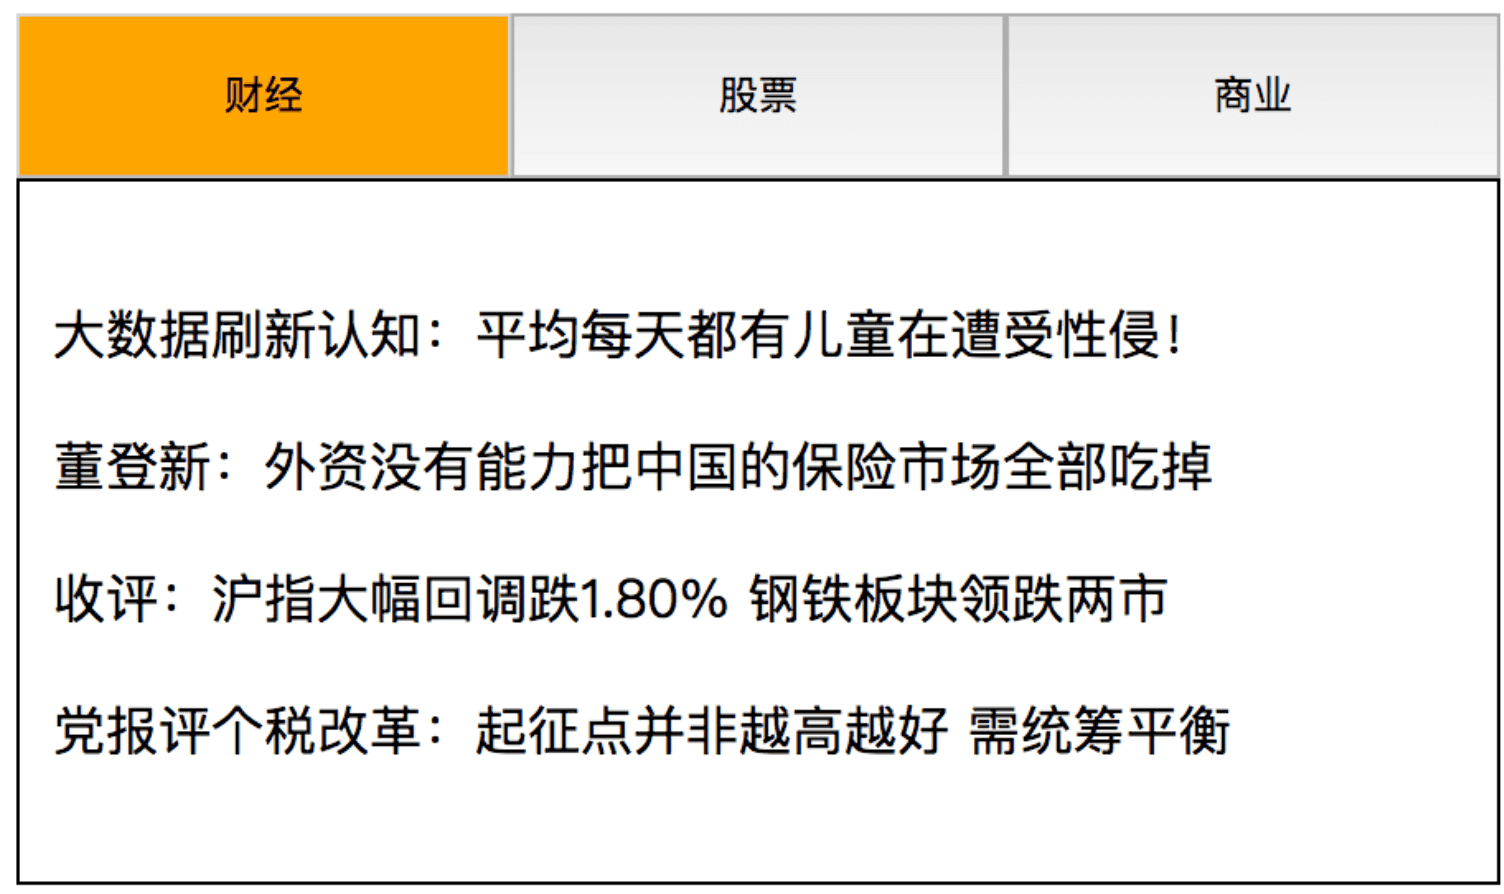 财经 股票 商业
大数据刷新认知：平均每天都有儿童在遭受性侵！
董登新：外资没有能力把中国的保险市场全部吃掉
收评：沪指大幅回调跌1.80% 钢铁板块领跌两市
党报评个税改革：起征点并非越高越好 需统筹平衡